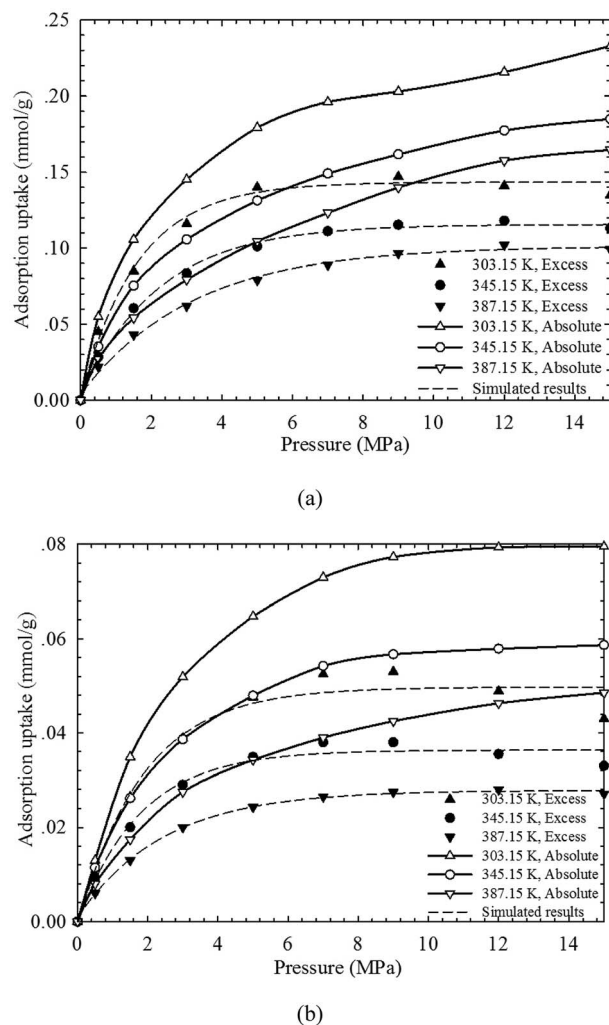 .25
.20
.15
.10
.05
0.00
Adsorption uptake (mmol/g)
303.15 K, Excess
345.15 K, Excess
387.15 K, Excess
303.15 K, Absolute
345.15 K, Absolute
387.15 K, Absolute
Simulated results
0 2 4 6 8 10 12 14
Pressure (MPa)
(a)
.08
.06
.04
.02
0.00
Adsorption uptake (mmol/g)
303.15 K, Excess
345.15 K, Excess
387.15 K, Excess
303.15 K, Absolute
345.15 K, Absolute
387.15 K, Absolute
Simulated results
0 2 4 6 8 10 12 14
Pressure (MPa)
(b)